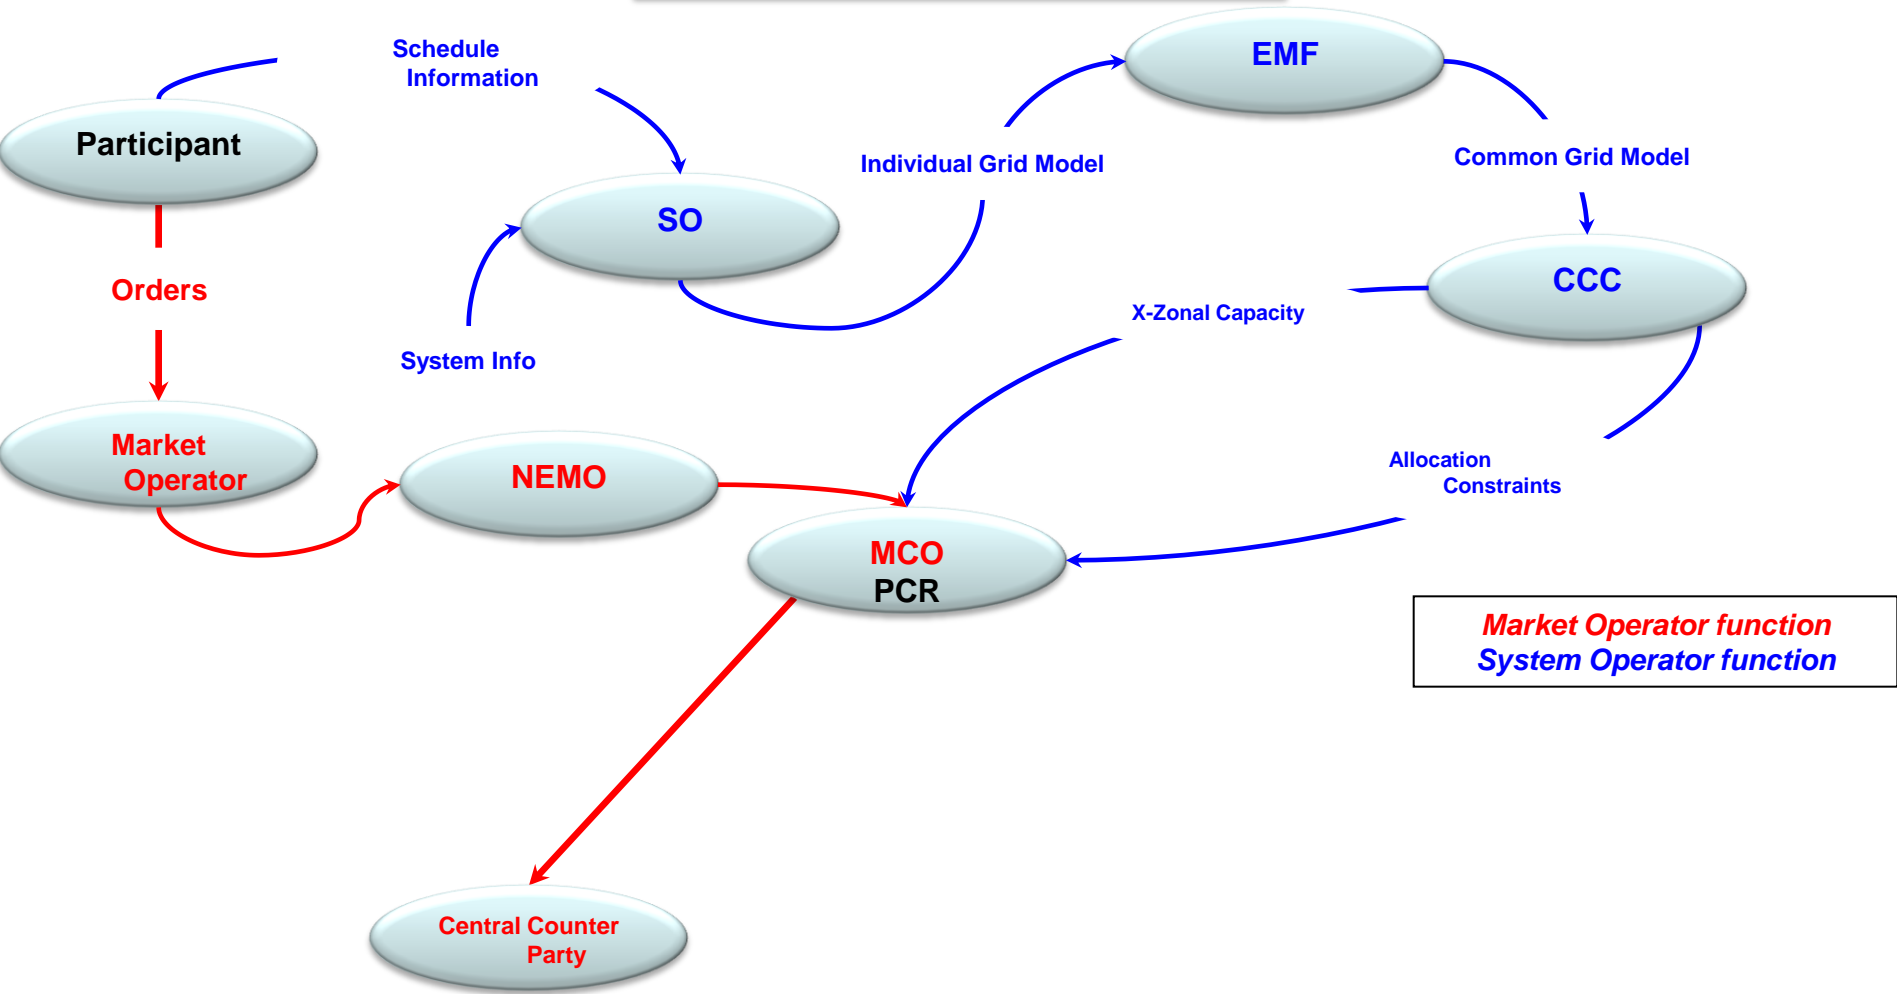 Schedule
Information
EMF
Participant
Individual Grid Model
Common Grid Model
SO
Orders
CCC
X-Zonal Capacity
System Info
Market
Operator
NEMO
Allocation
Constraints
MCO
PCR
Market Operator function
System Operator function
Central Counter
Party